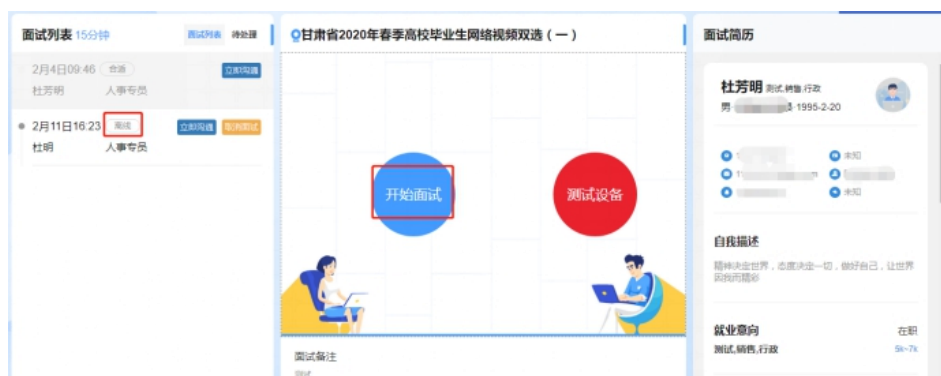 面试列表 15分钟
面试列表 待处理
2月4日09:46
立即沟通
杜芳明 人事专员
2月11日16:23 离线
立即沟通 取消面试
杜明 人事专员
甘肃省2020年春季高校毕业生网络视频双选（一）
开始面试
测试设备
面试备注
测试
面试简历
杜芳明 测试,销售,行政
男
1995-2-20
未知
未知
自我描述
精神决定世界，态度决定一切，做好自己，让世界
因我而精彩
就业意向 在职
测试,销售,行政 5k~7k